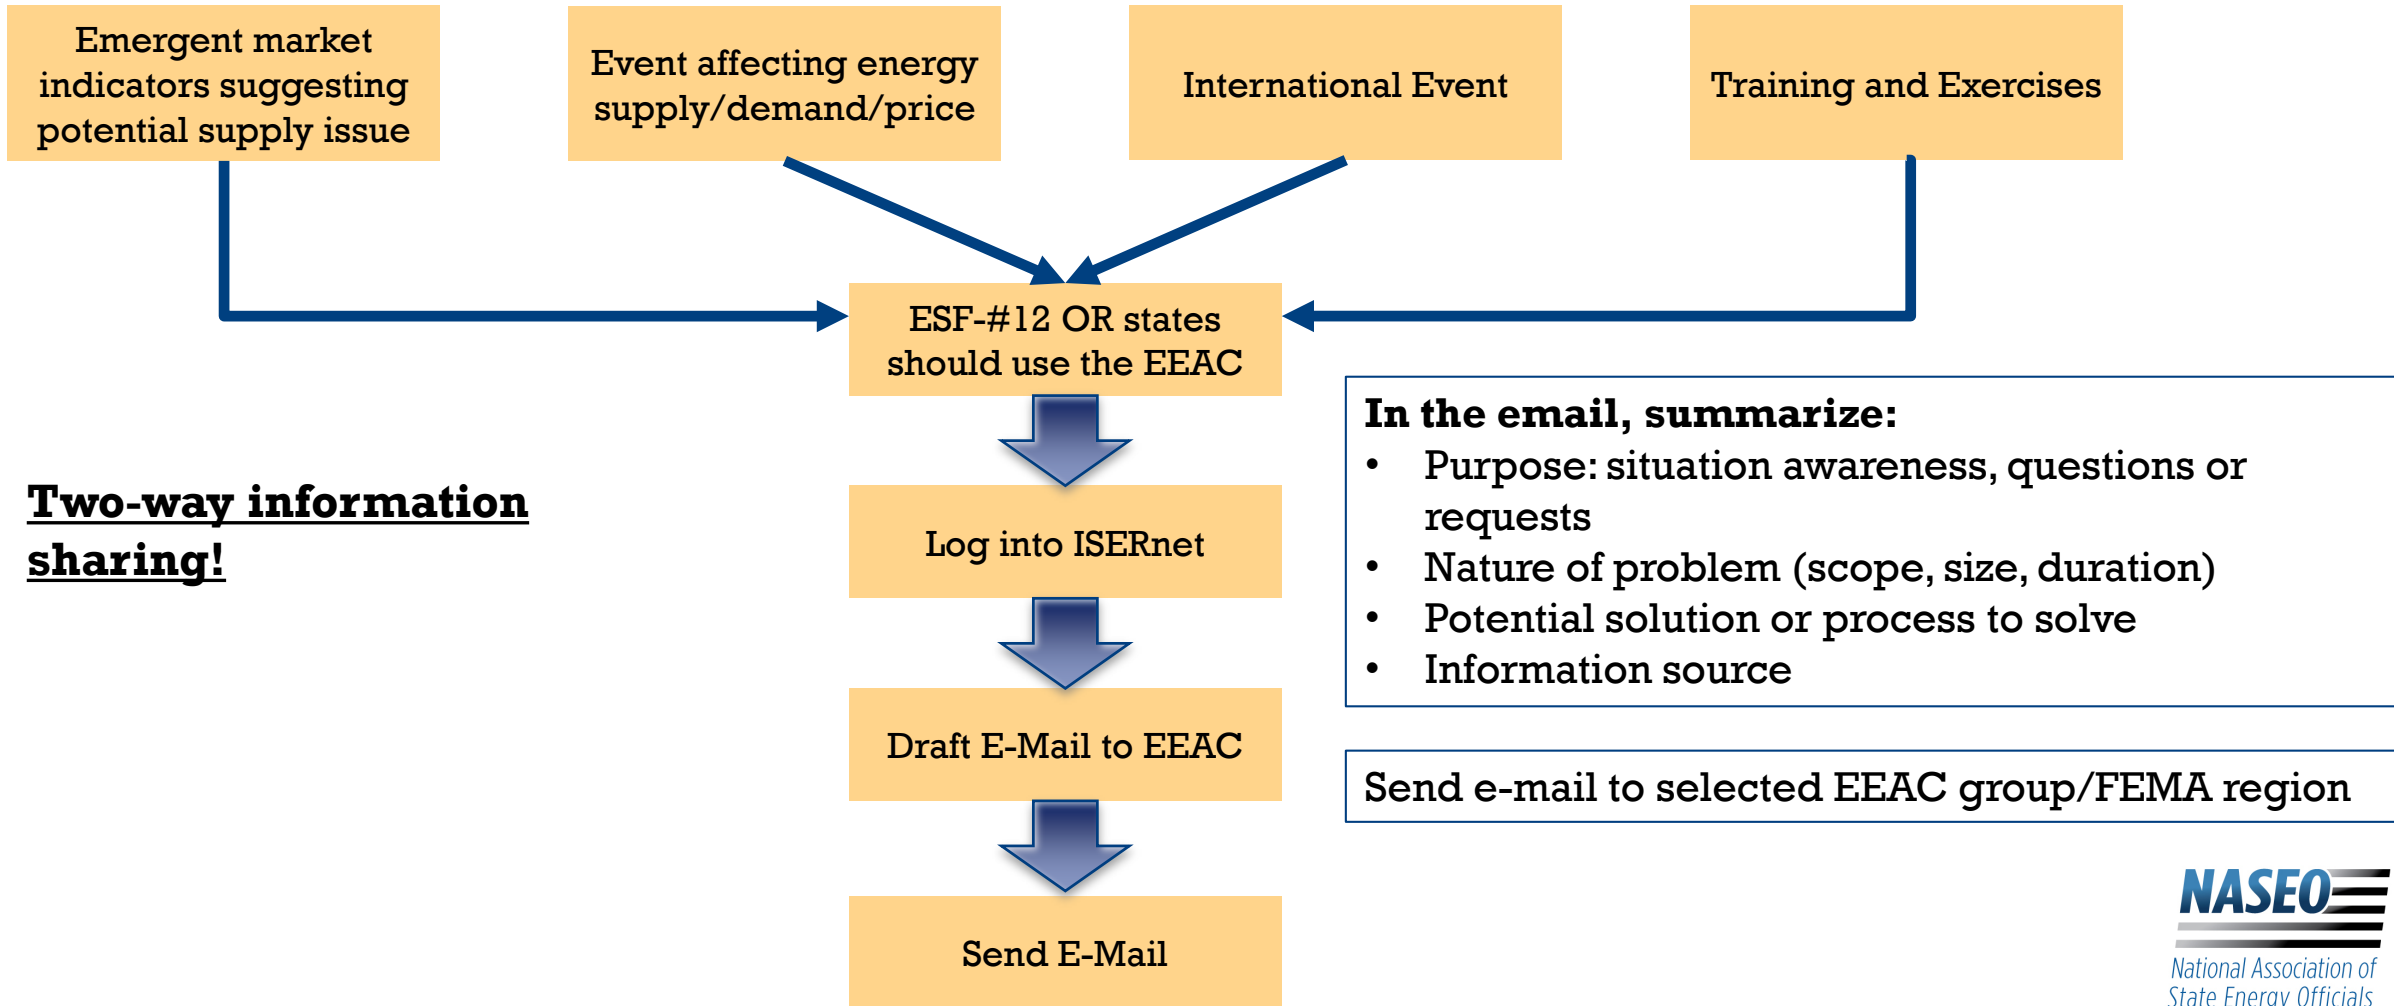 Emergent market
indicators suggesting
potential supply issue
Event affecting energy
supply/demand/price
International Event
Training and Exercises
ESF-#12 OR states
should use the EEAC
Two-way information
sharing!
Log into ISERnet
Draft E-Mail to EEAC
Send E-Mail
In the email, summarize:
• Purpose: situation awareness, questions or
requests
• Nature of problem (scope, size, duration)
• Potential solution or process to solve
• Information source
Send e-mail to selected EEAC group/FEMA region
NASEO
National Association of
State Energy Officials